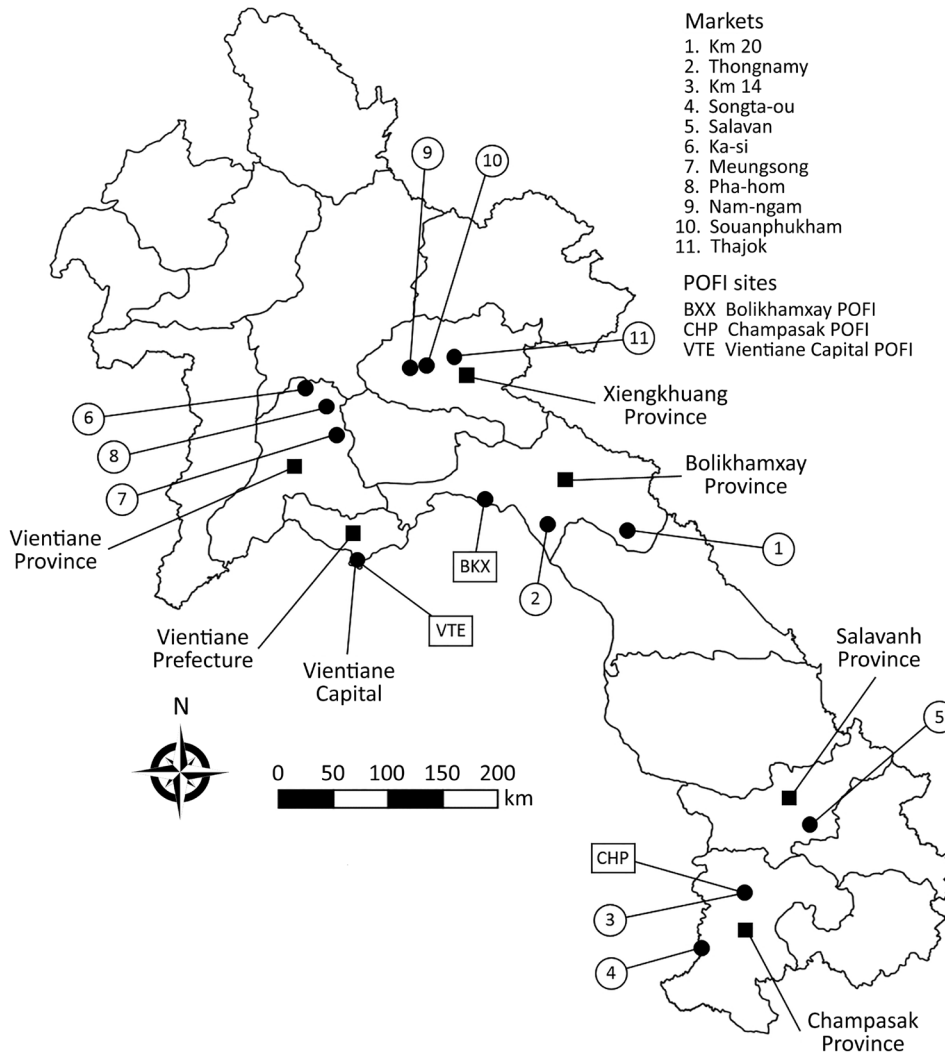 Markets
1. Km 20
2. Thongnamy
3. Km 14
4. Songta-ou
5. Salavan
6. Ka-si
7. Meungsong
8. Pha-hom
9. Nam-ngam
10. Souanphukham
11. Thajok
POFI sites
BXX Bolikhamxay POFI
CHP Champasak POFI
VTE Vientiane Capital POFI
9
10
11
Xiengkhuang
Province
6
8
7
Bolikhamxay
Province
Vientiane
Province
BKX
1
2
VTE
Vientiane
Prefecture
Vientiane
Capital
Salavanh
Province
N
5
0 50 100 150 200
km
CHP
3
4
Champasak
Province